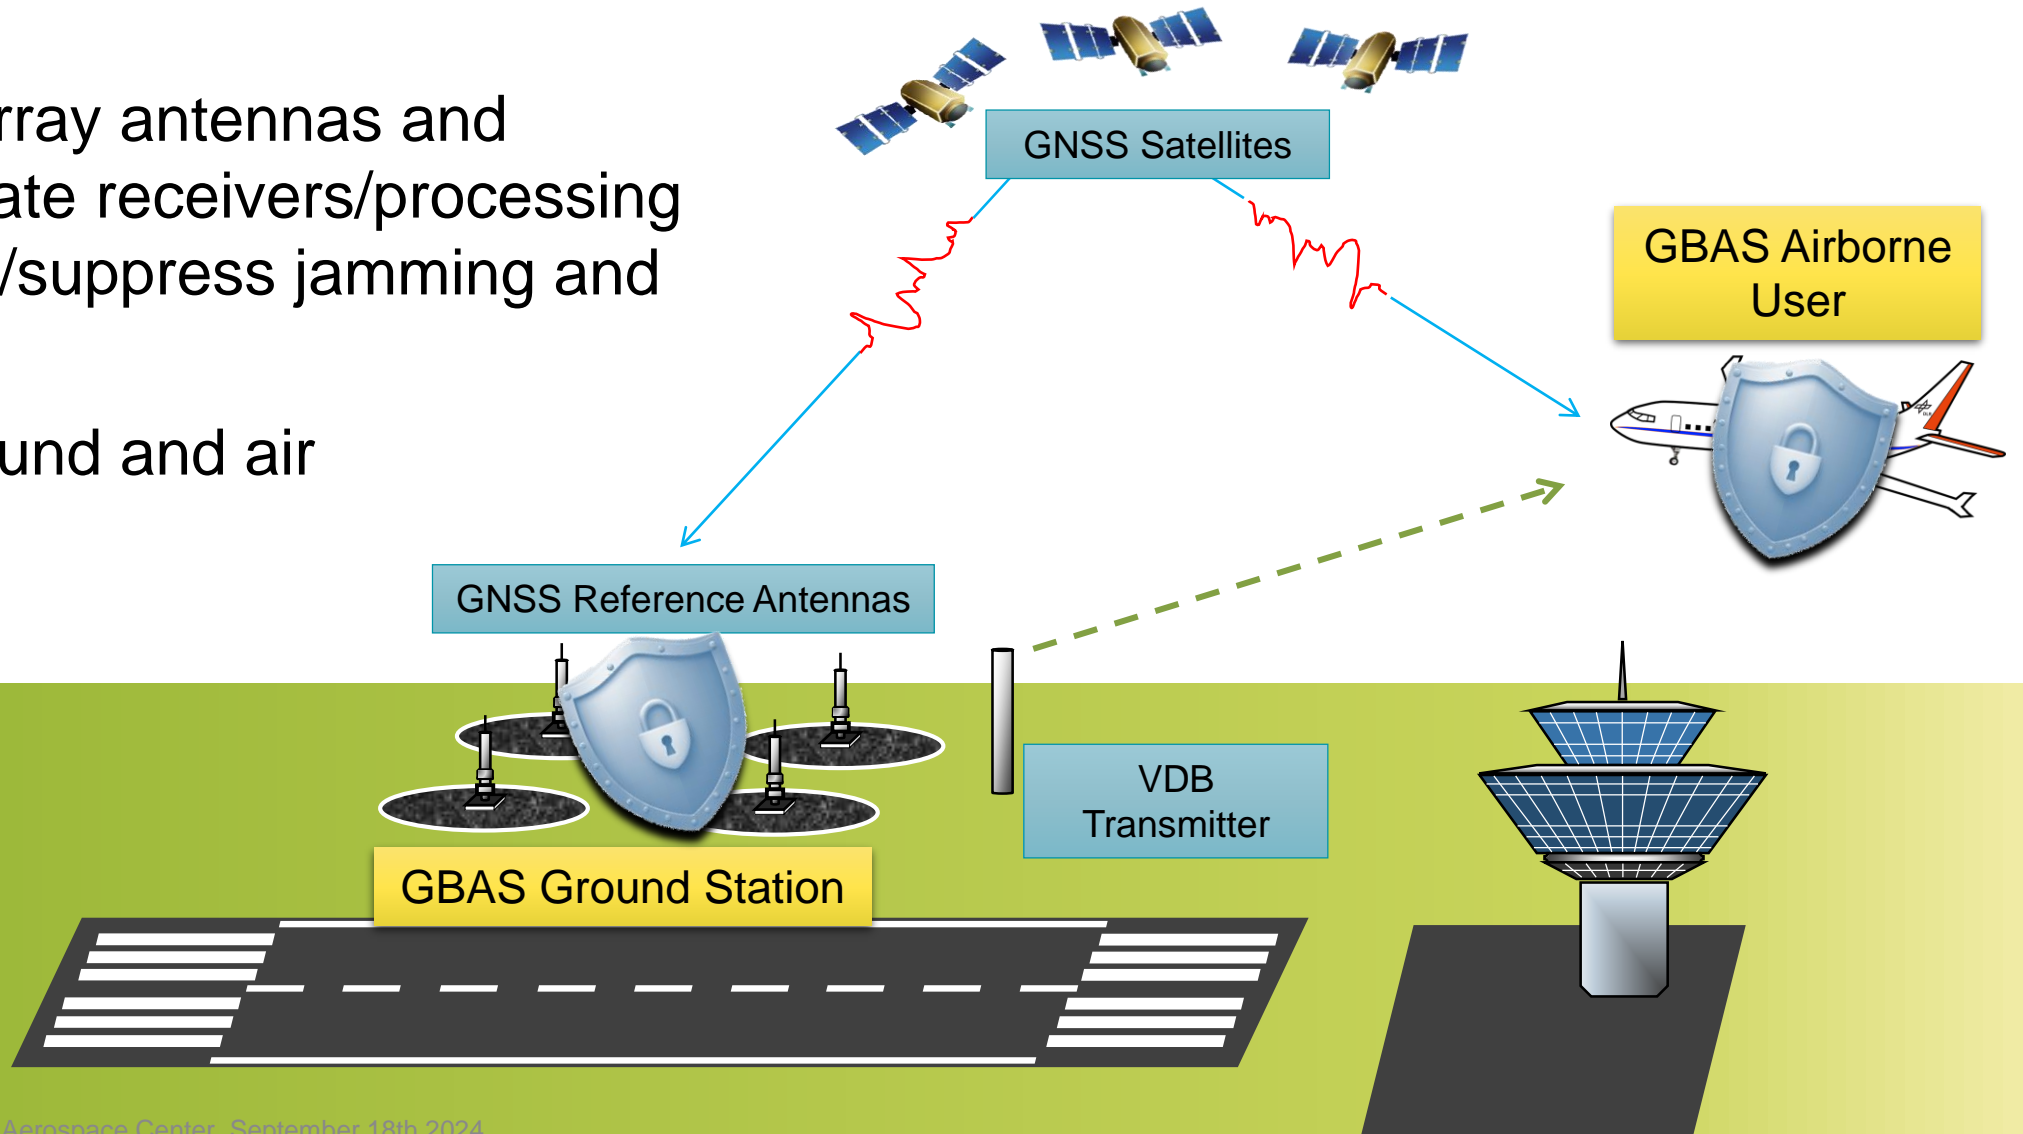 rray antennas and
ate receivers/processing
/suppress jamming and
und and air
GNSS Satellites
GBAS Airborne
User
GNSS Reference Antennas
VDB
Transmitter
GBAS Ground Station
Aerospace Center, September 18th 2024